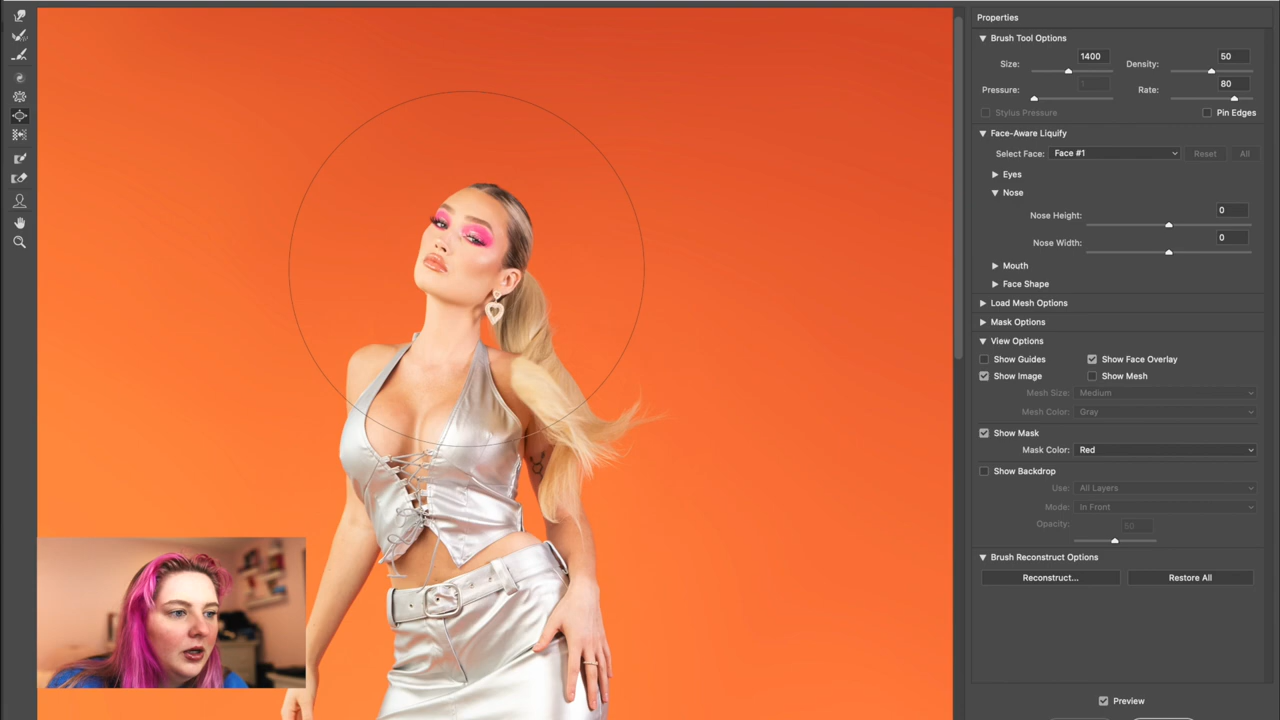 Properties
Brush Tool Options
Size: 1400 Density: 50
Pressure: 1 Rate: 80
Stylus Pressure Pin Edges
Face-Aware Liquify
Select Face: Face #1 Reset All
Eyes
Nose
Nose Height: 0
Nose Width: 0
Mouth
Face Shape
Load Mesh Options
Mask Options
View Options
Show Guides Show Face Overlay
Show Image Show Mesh
Mesh Size: Medium
Mesh Color: Gray
Show Mask
Mask Color: Red
Show Backdrop
Use: All Layers
Mode: In Front
Opacity: 50
Brush Reconstruct Options
Reconstruct... Restore All
Preview